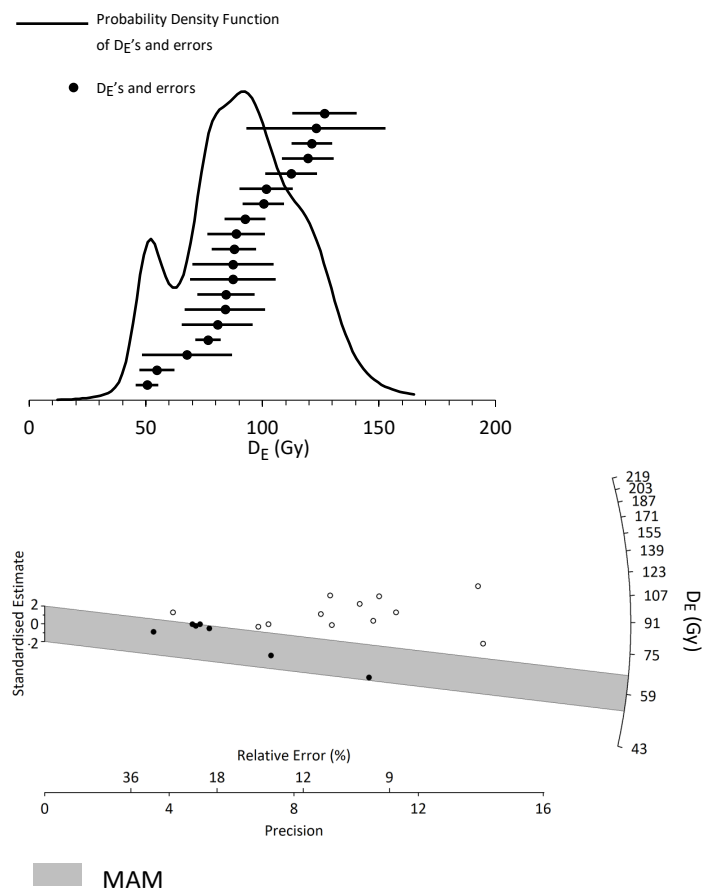 Probability Density Function
of DE's and errors
DE's and errors
0 50 100 150 200
DE (Gy)
219
203
187
171
155
139
123
107
91
75
59
43
DE (Gy)
Standardised Estimate
2
0
-2
Relative Error (%)
36 18 12 9
0 4 8 12 16
Precision
MAM